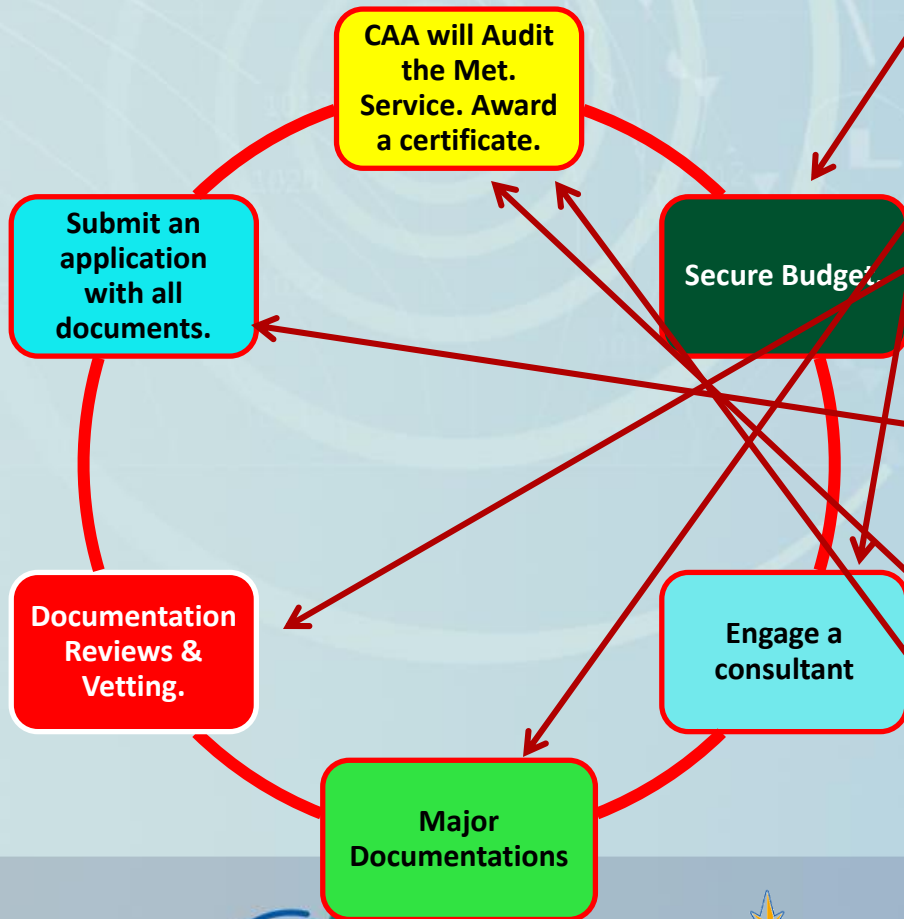 CAA will Audit
the Met.
Service. Award
a certificate.
Submit an
application
with all
documents.
Secure Budget.
Documentation
Reviews &
Vetting.
Engage a
consultant
Major
Documentations